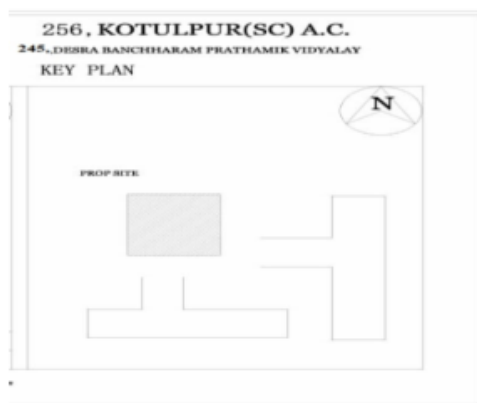 256, KOTULPUR(SC) A.C.
245,.DESRA BANCHHARAM PRATHAMIK VIDYALAY
KEY PLAN
N
PROP SITE